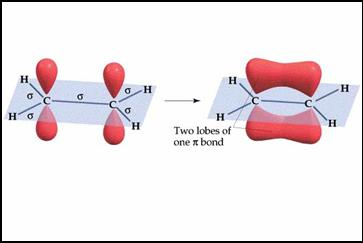 H σ C σ σ C σ σ H H H
H H C C H H
Two lobes of
one π bond